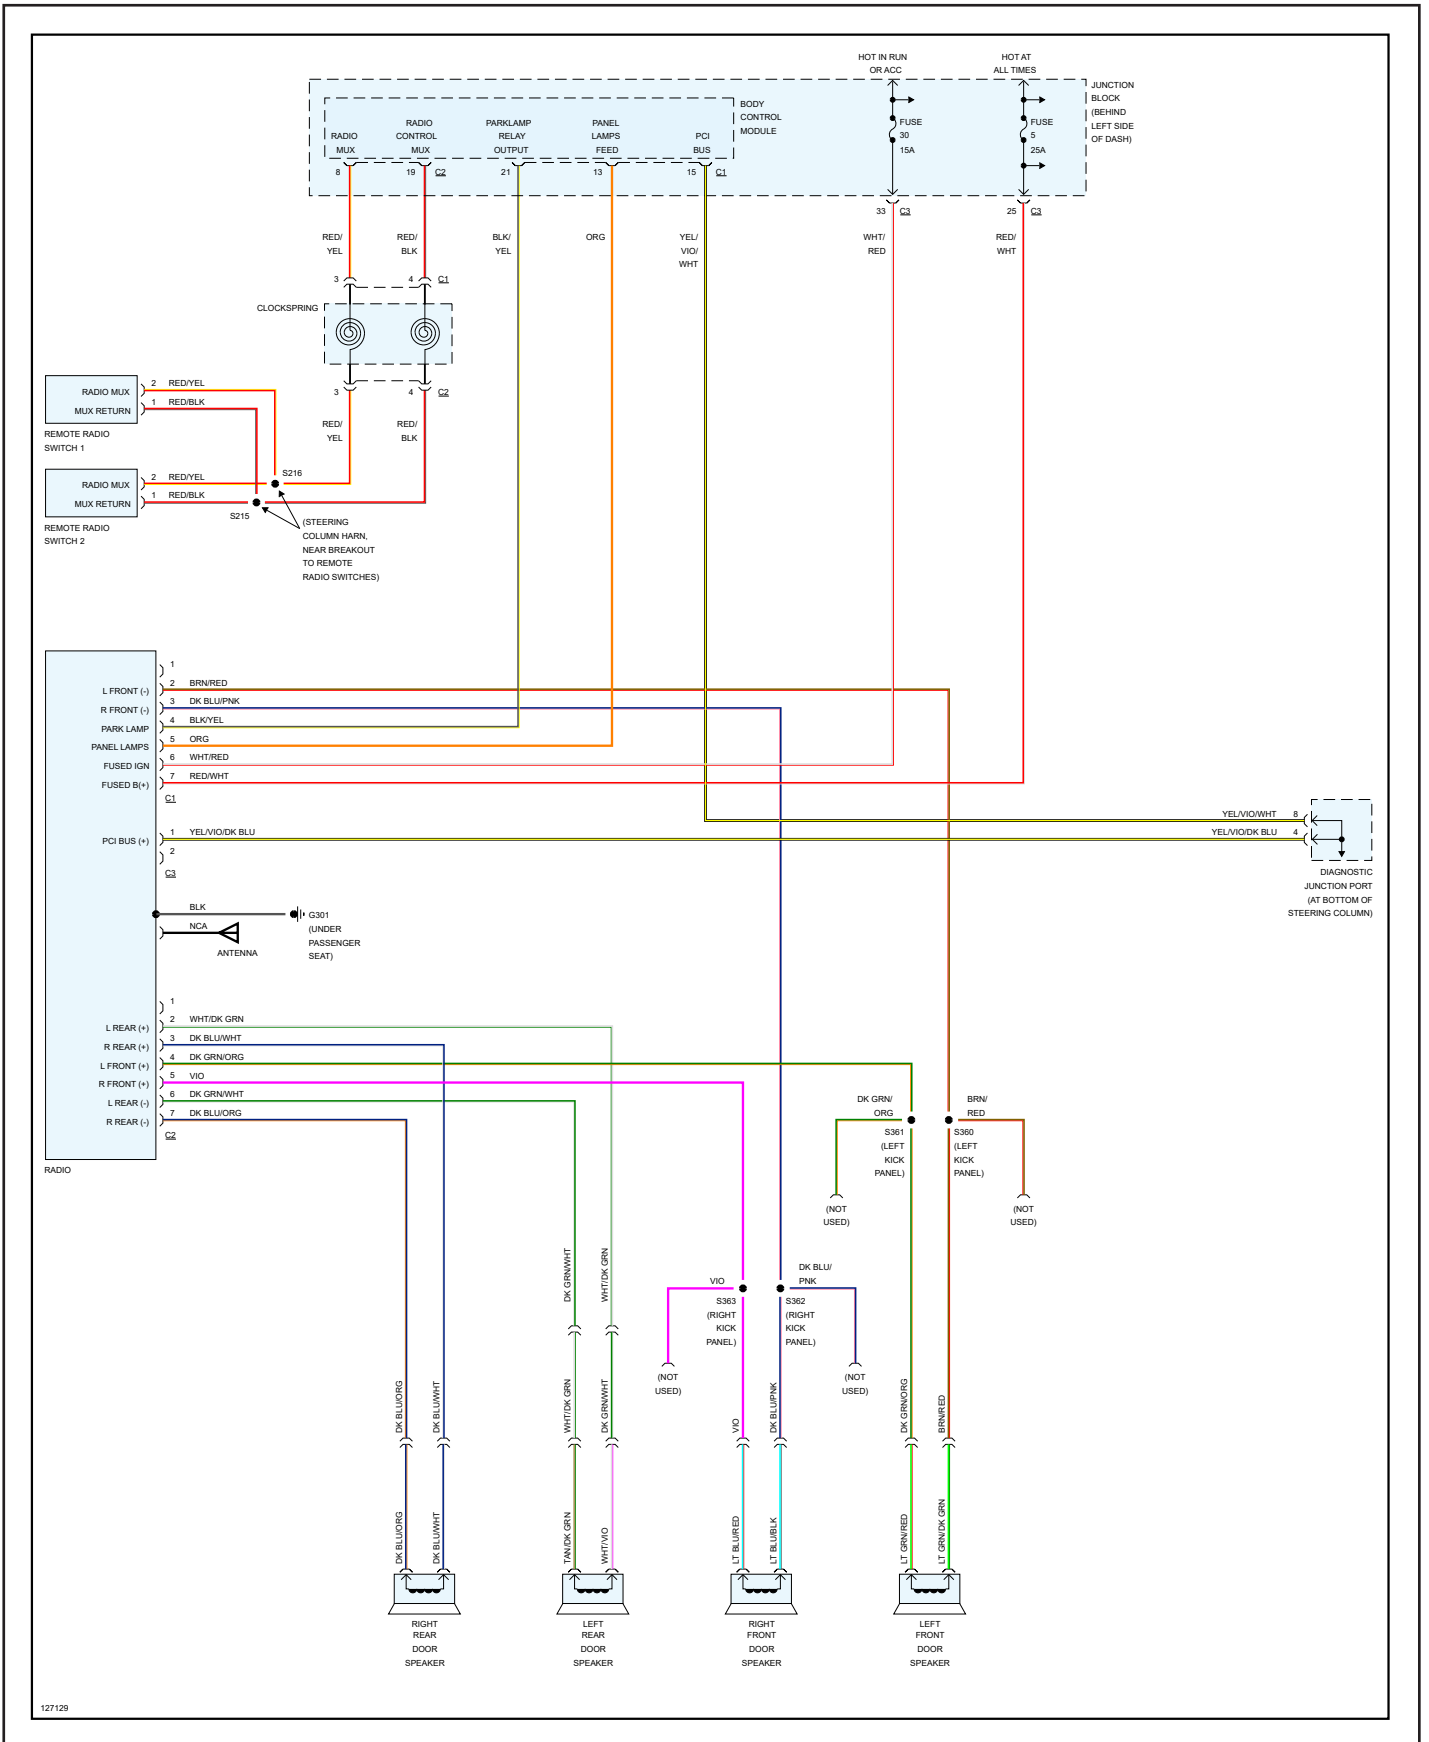 HOT IN RUN
OR ACC
HOT AT
ALL TIMES
JUNCTION
BLOCK
(BEHIND
LEFT SIDE
OF DASH)
BODY
CONTROL
MODULE
RADIO
MUX
RADIO
CONTROL
MUX
PARKLAMP
RELAY
OUTPUT
PANEL
LAMPS
FEED
PCI
BUS
FUSE
30
15A
FUSE
5
25A
8
19
C2
21
13
15
C1
33
C3
25
C3
RED/
YEL
RED/
BLK
BLK/
YEL
ORG
YEL/
VIO/
WHT
WHT/
RED
RED/
WHT
3
4
C1
CLOCKSPRING
3
4
C2
RED/
YEL
RED/
BLK
RADIO MUX
MUX RETURN
2
RED/YEL
1
RED/BLK
REMOTE RADIO
SWITCH 1
RADIO MUX
MUX RETURN
2
RED/YEL
1
RED/BLK
REMOTE RADIO
SWITCH 2
S216
S215
(STEERING
COLUMN HARN,
NEAR BREAKOUT
TO REMOTE
RADIO SWITCHES)
1
L FRONT (-)
2
BRN/RED
R FRONT (-)
3
DK BLU/PNK
PARK LAMP
4
BLK/YEL
PANEL LAMPS
5
ORG
FUSED IGN
6
WHT/RED
FUSED B(+)
7
RED/WHT
C1
PCI BUS (+)
1
YEL/VIO/DK BLU
2
C3
YEL/VIO/WHT
8
YEL/VIO/DK BLU
4
DIAGNOSTIC
JUNCTION PORT
(AT BOTTOM OF
STEERING COLUMN)
BLK
G301
(UNDER
PASSENGER
SEAT)
NCA
ANTENNA
1
L REAR (+)
2
WHT/DK GRN
R REAR (+)
3
DK BLU/WHT
L FRONT (+)
4
DK GRN/ORG
R FRONT (+)
5
VIO
L REAR (-)
6
DK GRN/WHT
R REAR (-)
7
DK BLU/ORG
C2
RADIO
DK GRN/
ORG
S361
(LEFT
KICK
PANEL)
BRN/
RED
S360
(LEFT
KICK
PANEL)
(NOT
USED)
(NOT
USED)
VIO
S363
(RIGHT
KICK
PANEL)
DK BLU/
PNK
S362
(RIGHT
KICK
PANEL)
(NOT
USED)
(NOT
USED)
DK GRN/WHT
WHT/DK GRN
DK BLU/ORG
DK BLU/WHT
WHT/DK GRN
DK GRN/WHT
VIO
DK BLU/PNK
DK GRN/ORG
BRN/RED
DK BLU/ORG
DK BLU/WHT
TAN/DK GRN
WHT/VIO
LT BLU/RED
LT BLU/BLK
LT GRN/RED
LT GRN/DK GRN
RIGHT
REAR
DOOR
SPEAKER
LEFT
REAR
DOOR
SPEAKER
RIGHT
FRONT
DOOR
SPEAKER
LEFT
FRONT
DOOR
SPEAKER
127129